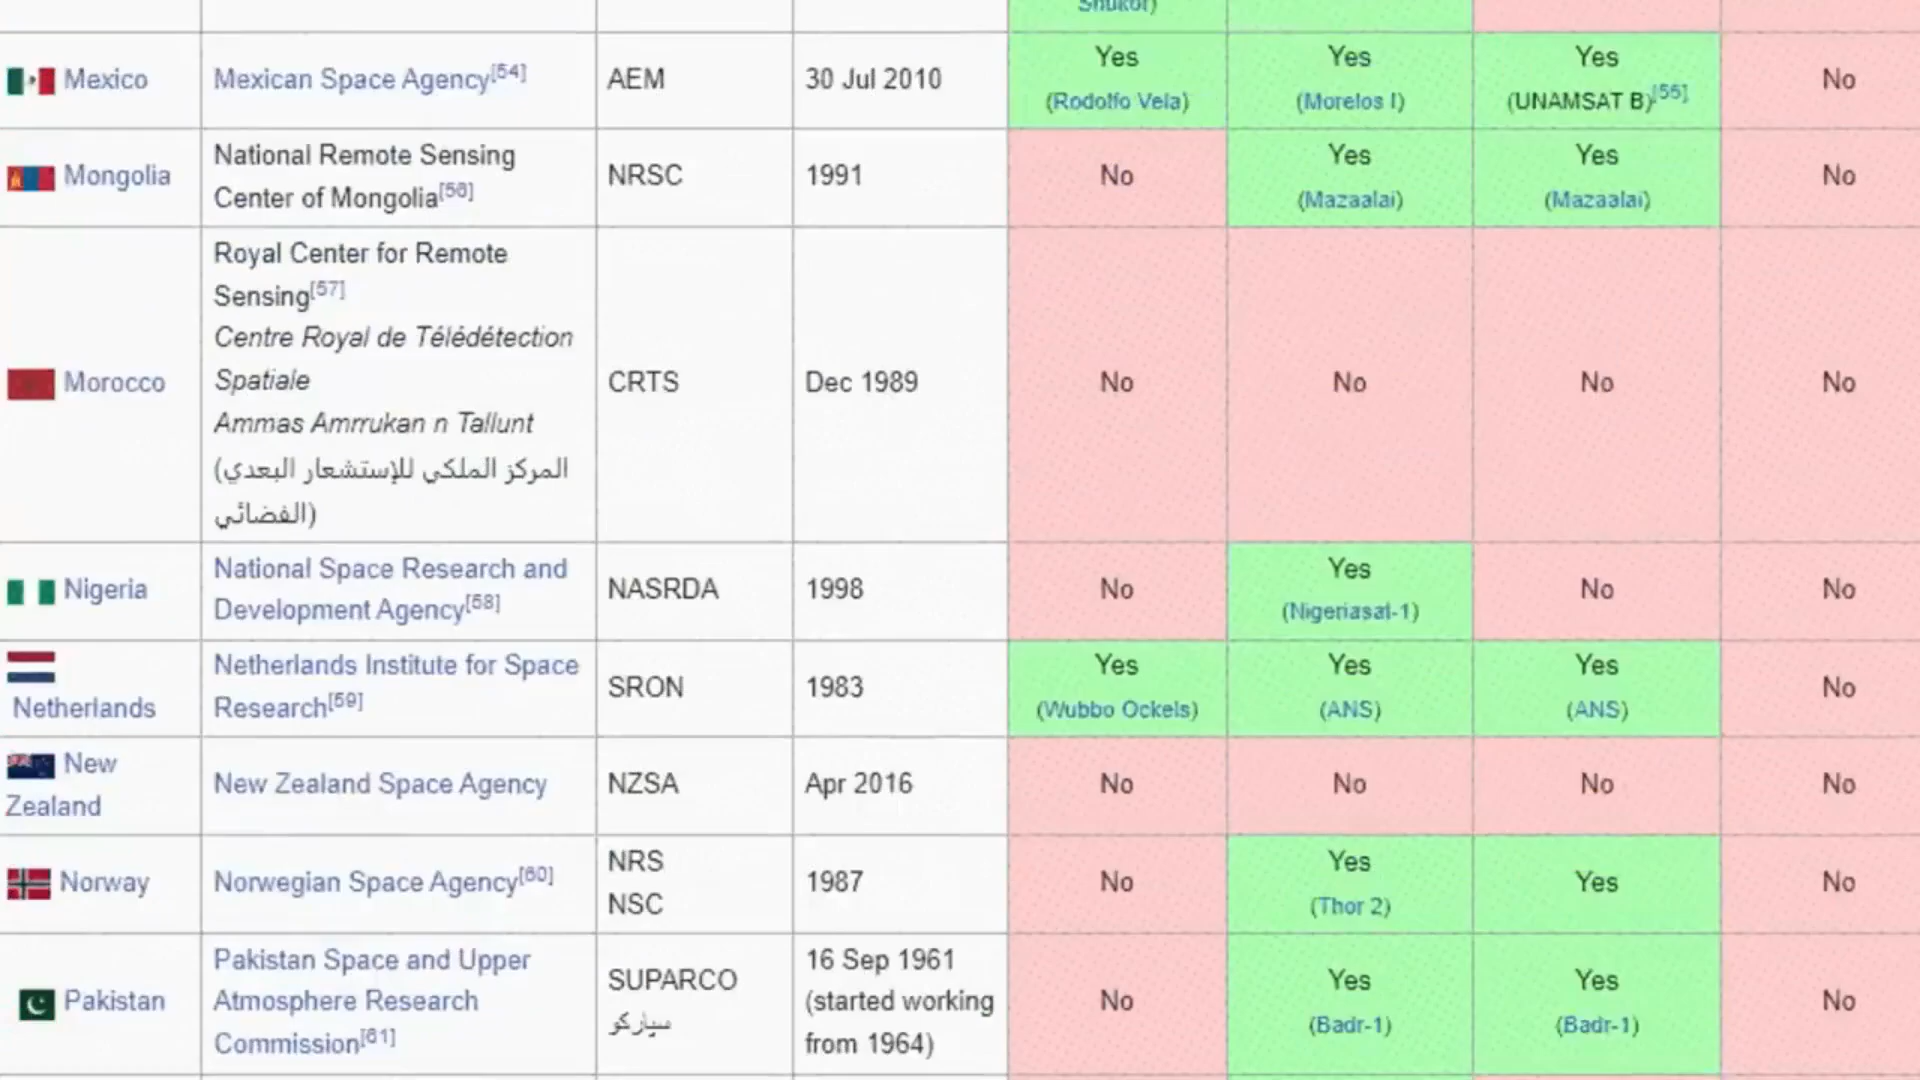 Shukor)
Mexico
Mexican Space Agency[54]
AEM
30 Jul 2010
Yes
(Rodolfo Vela)
Yes
(Morelos I)
Yes
(UNAMSAT B)[55]
No
Mongolia
National Remote Sensing
Center of Mongolia[56]
NRSC
1991
No
Yes
(Mazaalai)
Yes
(Mazaalai)
No
Morocco
Royal Center for Remote
Sensing[57]
Centre Royal de Télédétection
Spatiale
Ammas Amrrukan n Tallunt
(المركز الملكي للإستشعار البعدي
الفضائي)
CRTS
Dec 1989
No
No
No
No
Nigeria
National Space Research and
Development Agency[58]
NASRDA
1998
No
Yes
(Nigeriasat-1)
No
No
Netherlands
Netherlands Institute for Space
Research[59]
SRON
1983
Yes
(Wubbo Ockels)
Yes
(ANS)
Yes
(ANS)
No
New
Zealand
New Zealand Space Agency
NZSA
Apr 2016
No
No
No
No
Norway
Norwegian Space Agency[60]
NRS
NSC
1987
No
Yes
(Thor 2)
Yes
No
Pakistan
Pakistan Space and Upper
Atmosphere Research
Commission[61]
SUPARCO
سپارکو
16 Sep 1961
(started working
from 1964)
No
Yes
(Badr-1)
Yes
(Badr-1)
No